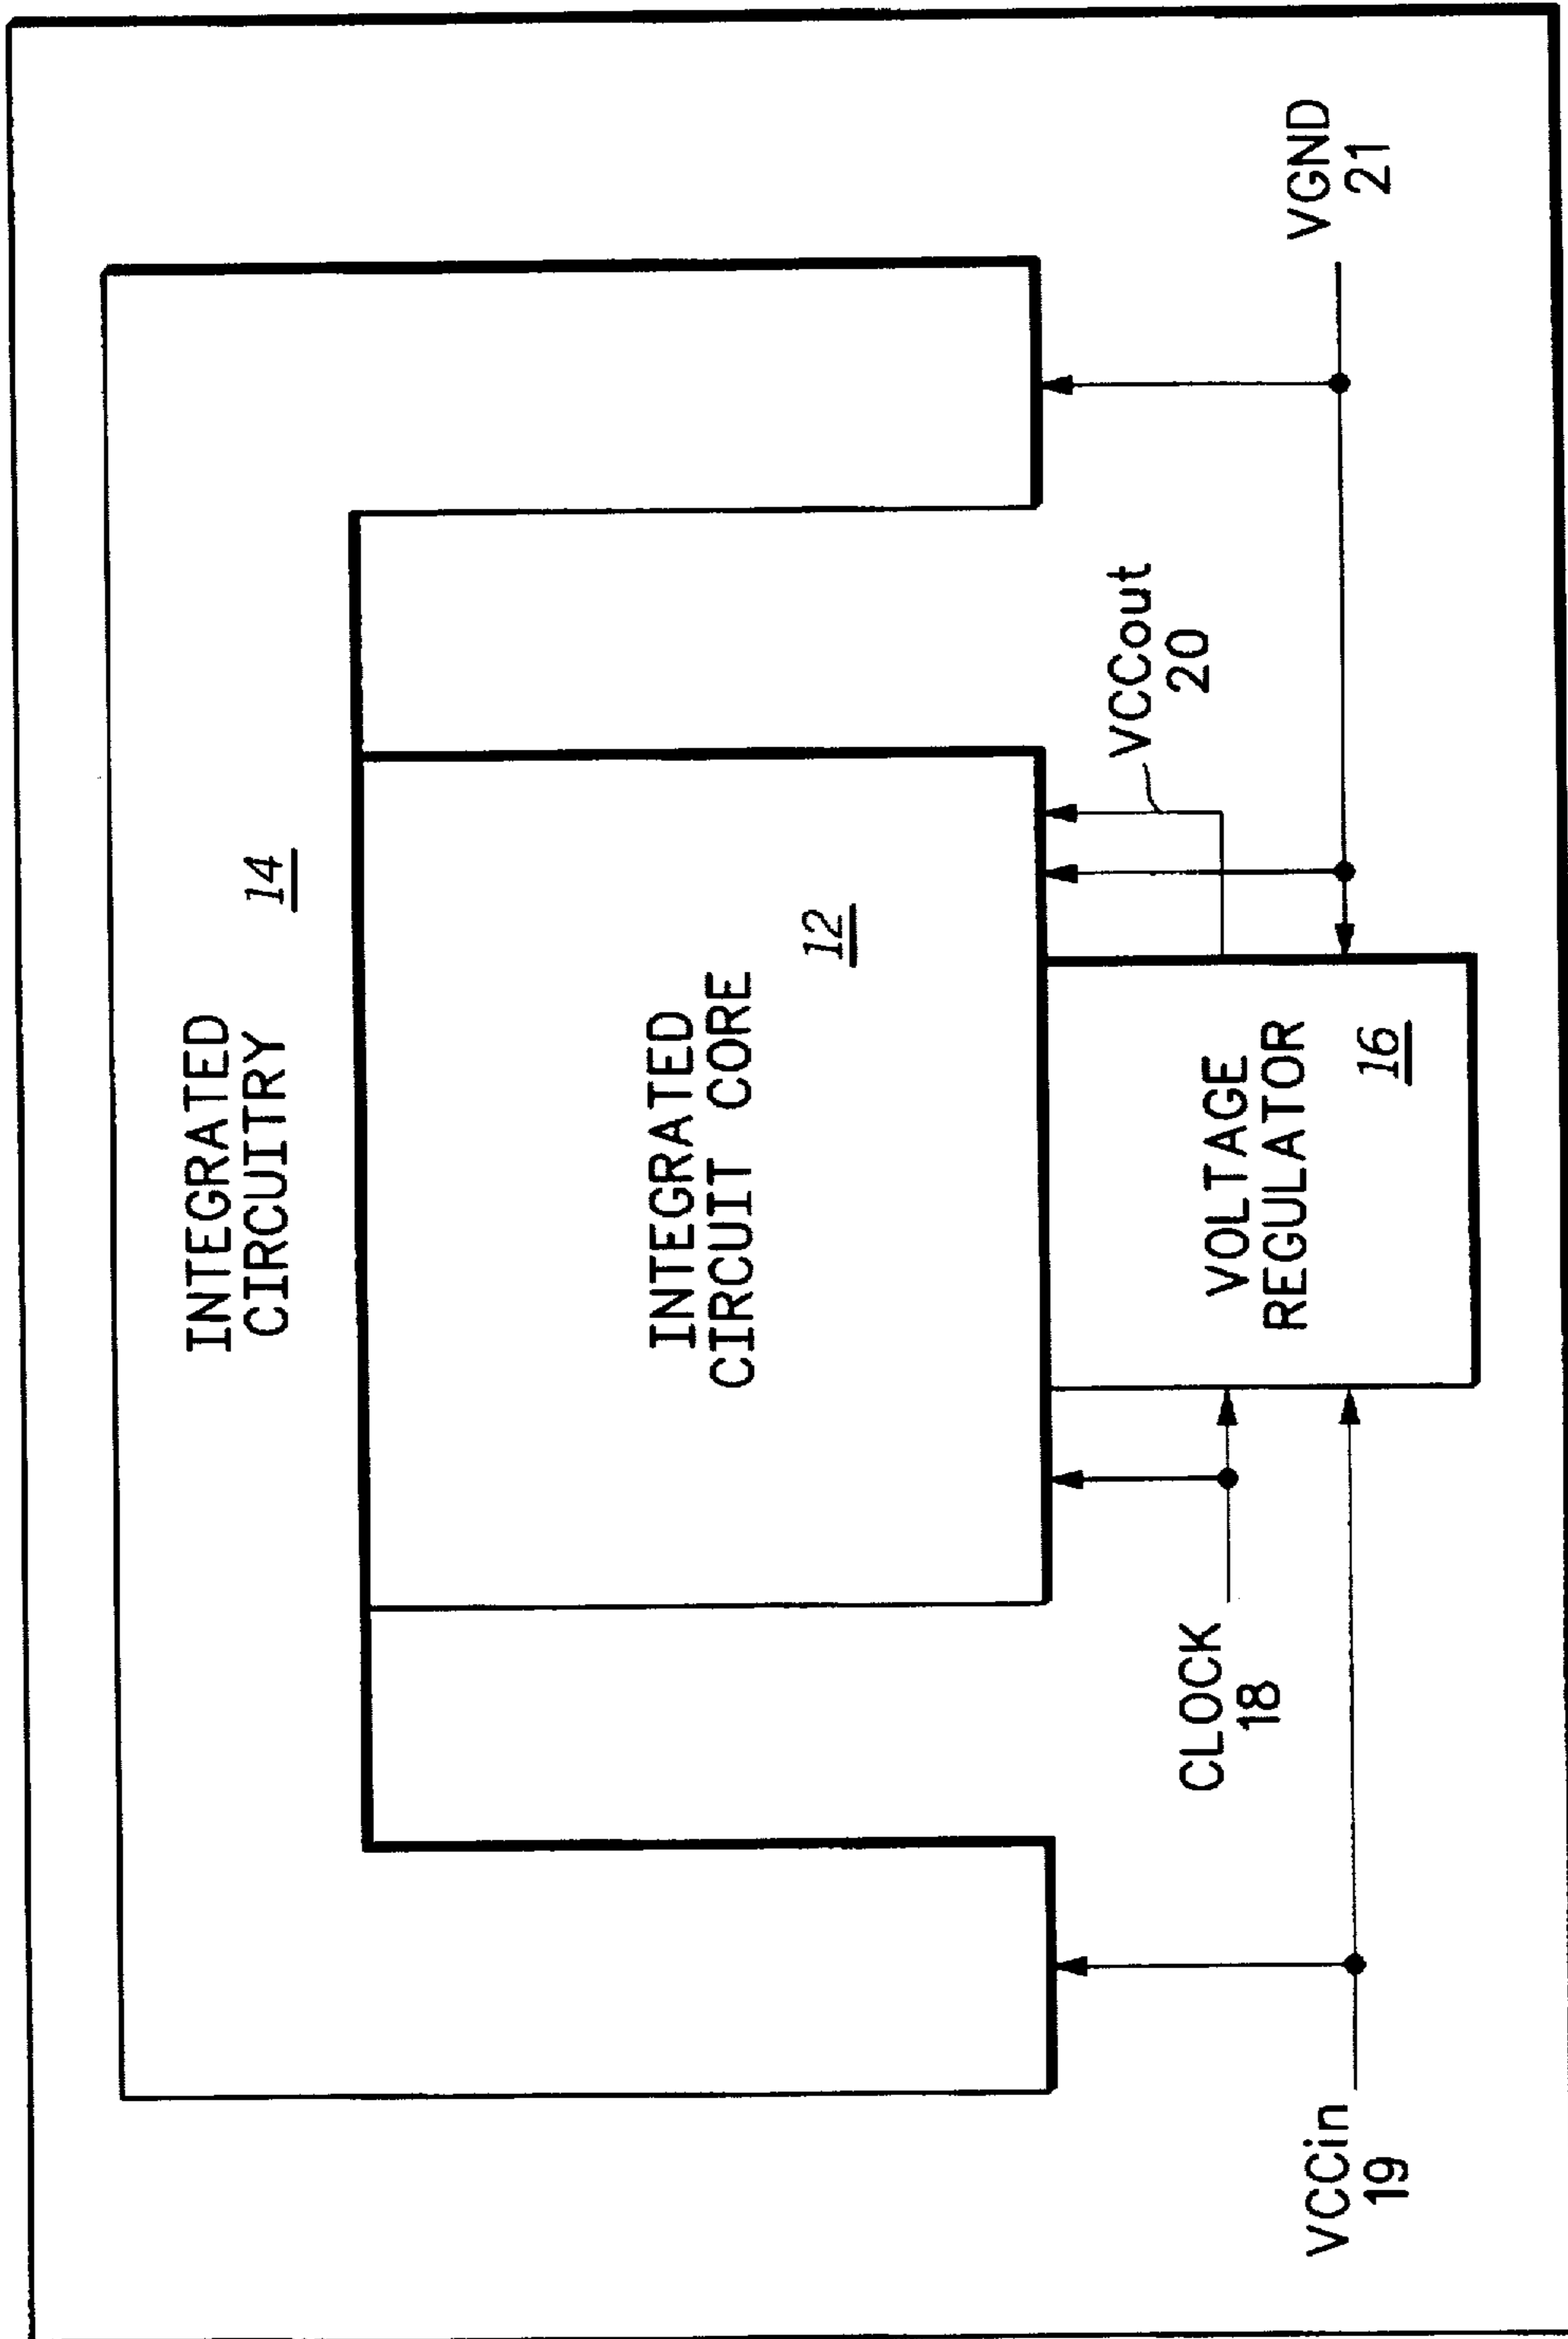 INTEGRATED
CIRCUITRY
14
INTEGRATED
CIRCUIT CORE
12
VCCout
20
CLOCK
18
VOLTAGE
REGULATOR
16
VCCin
19
VGND
21